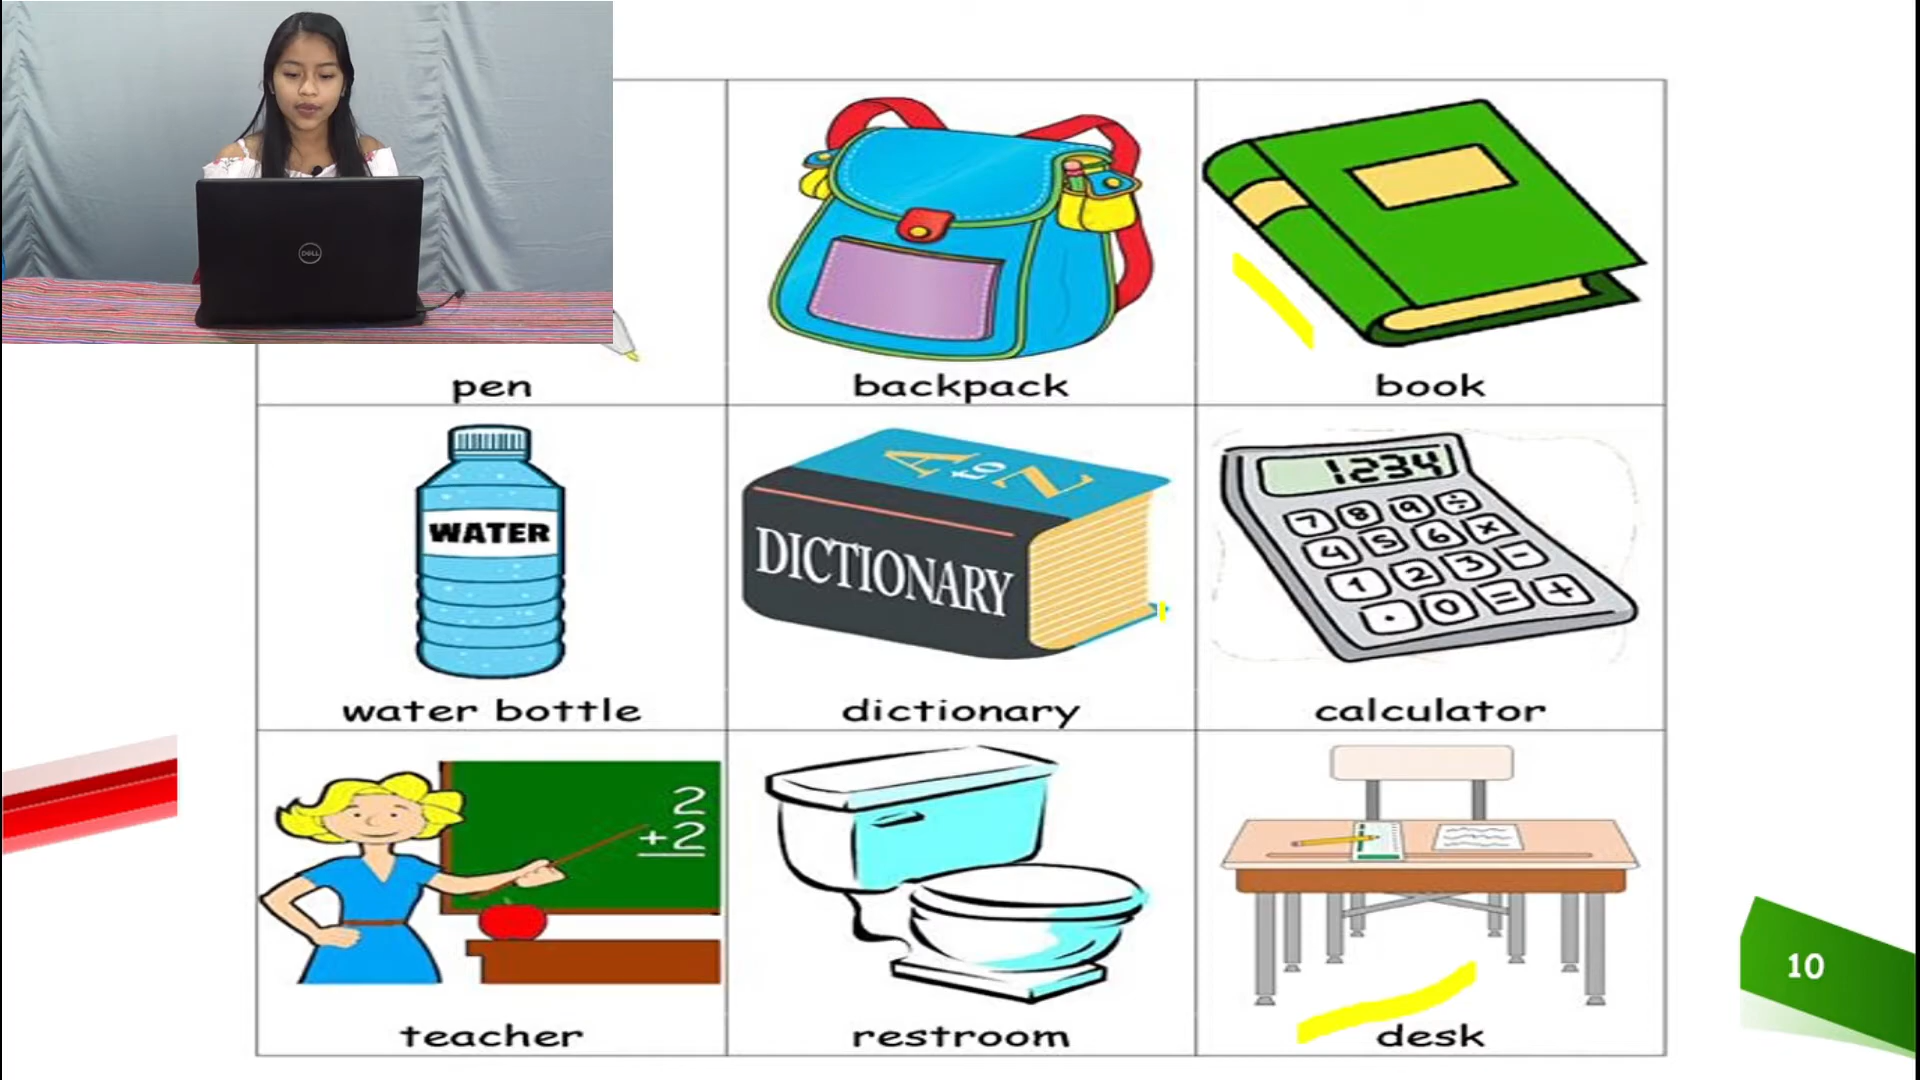 DELL
pen
backpack
book
WATER
A to Z
DICTIONARY
1234
7 8 9 ÷
4 5 6 ×
1 2 3 -
. 0 = +
water bottle
dictionary
calculator
2
+2
teacher
restroom
desk
10